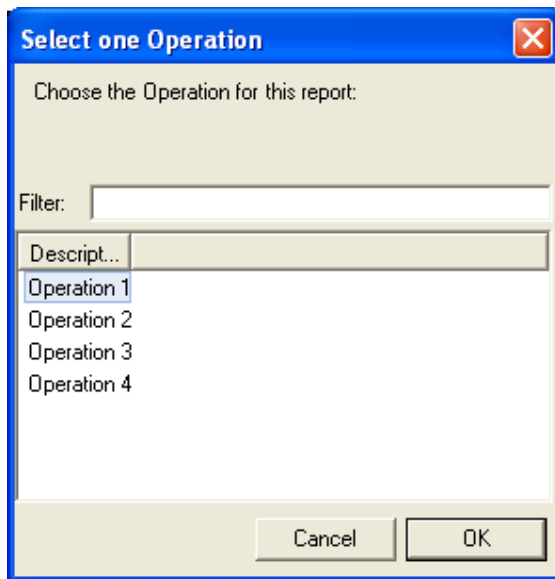 Select one Operation
Choose the Operation for this report:
Filter:
Descript...
Operation 1
Operation 2
Operation 3
Operation 4
Cancel OK